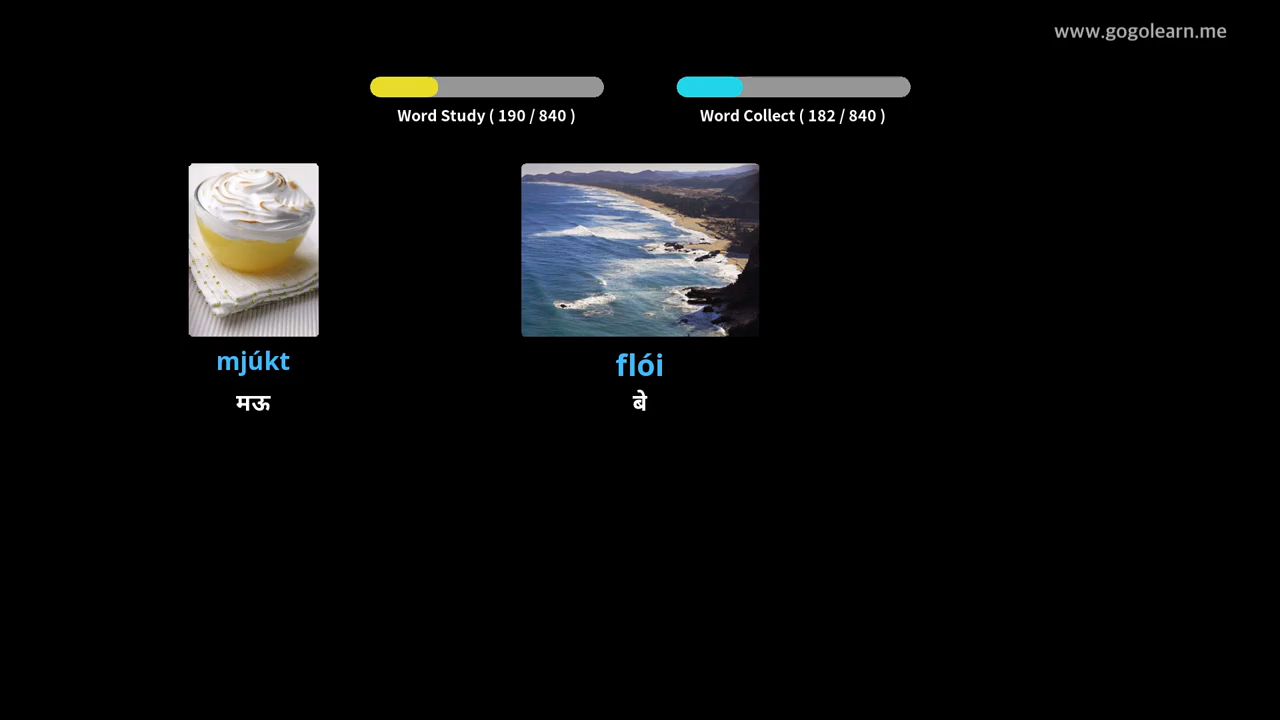 www.gogolearn.me
Word Study ( 190 / 840 )
Word Collect ( 182 / 840 )
mjúkt
flói
मऊ
बे